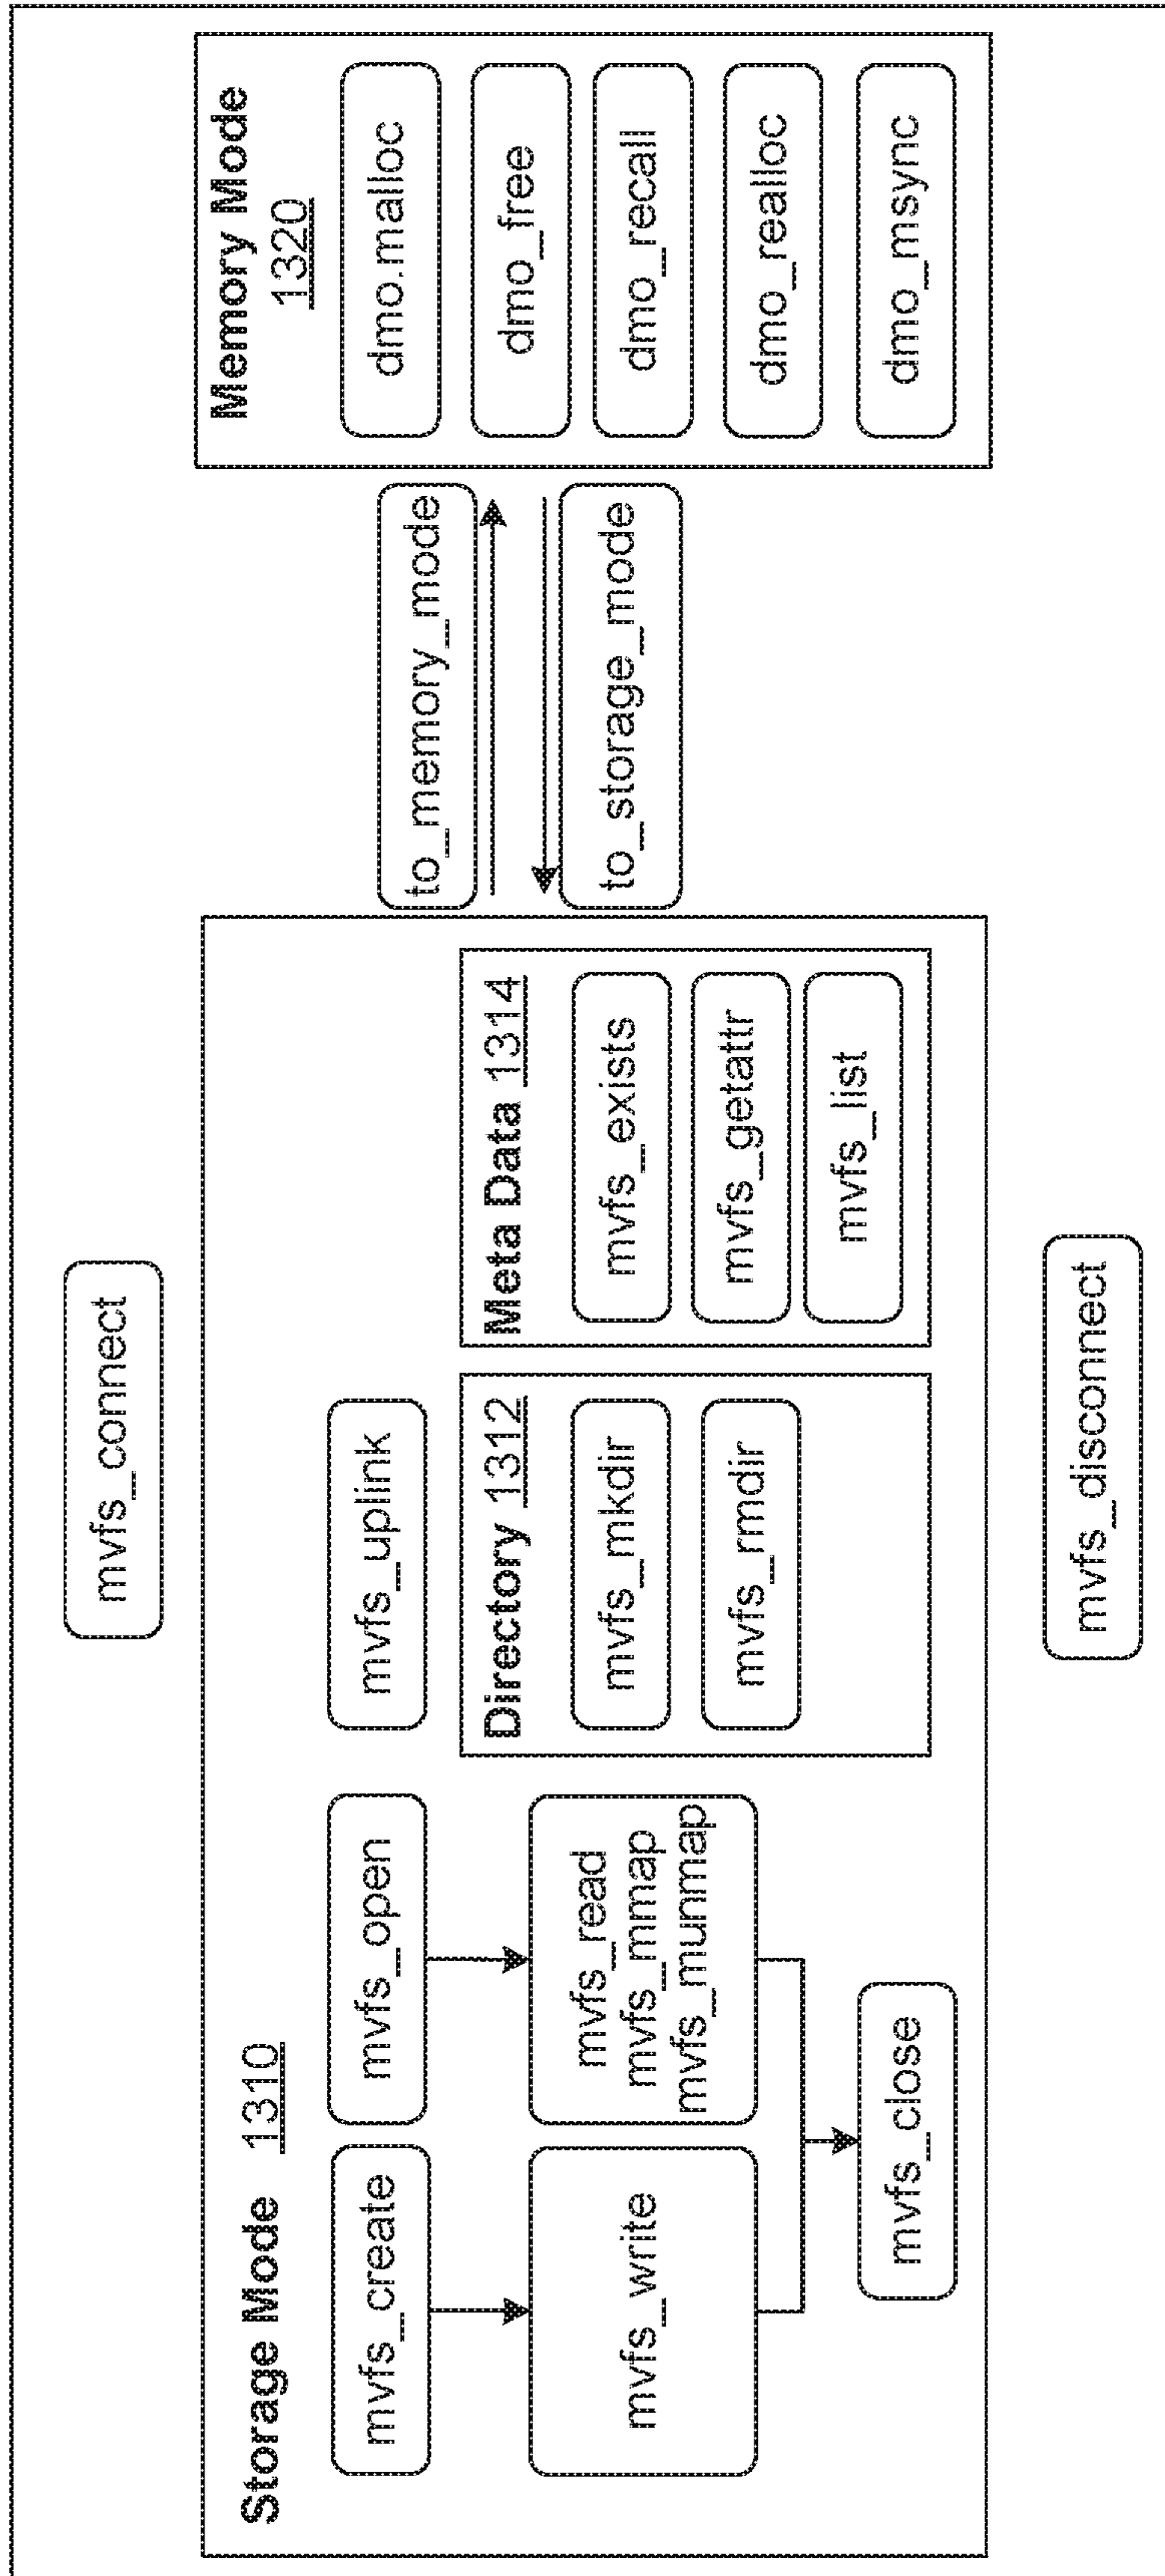 mvfs_connect
Storage Mode 1310
mvfs_create
mvfs_open
mvfs_uplink
mvfs_write
mvfs_read
mvfs_mmap
mvfs_munmap
mvfs_close
Directory 1312
mvfs_mkdir
mvfs_rmdir
Meta Data 1314
mvfs_exists
mvfs_getattr
mvfs_list
to_memory_mode
to_storage_mode
Memory Mode
1320
dmo.malloc
dmo_free
dmo_recall
dmo_realloc
dmo_msync
mvfs_disconnect